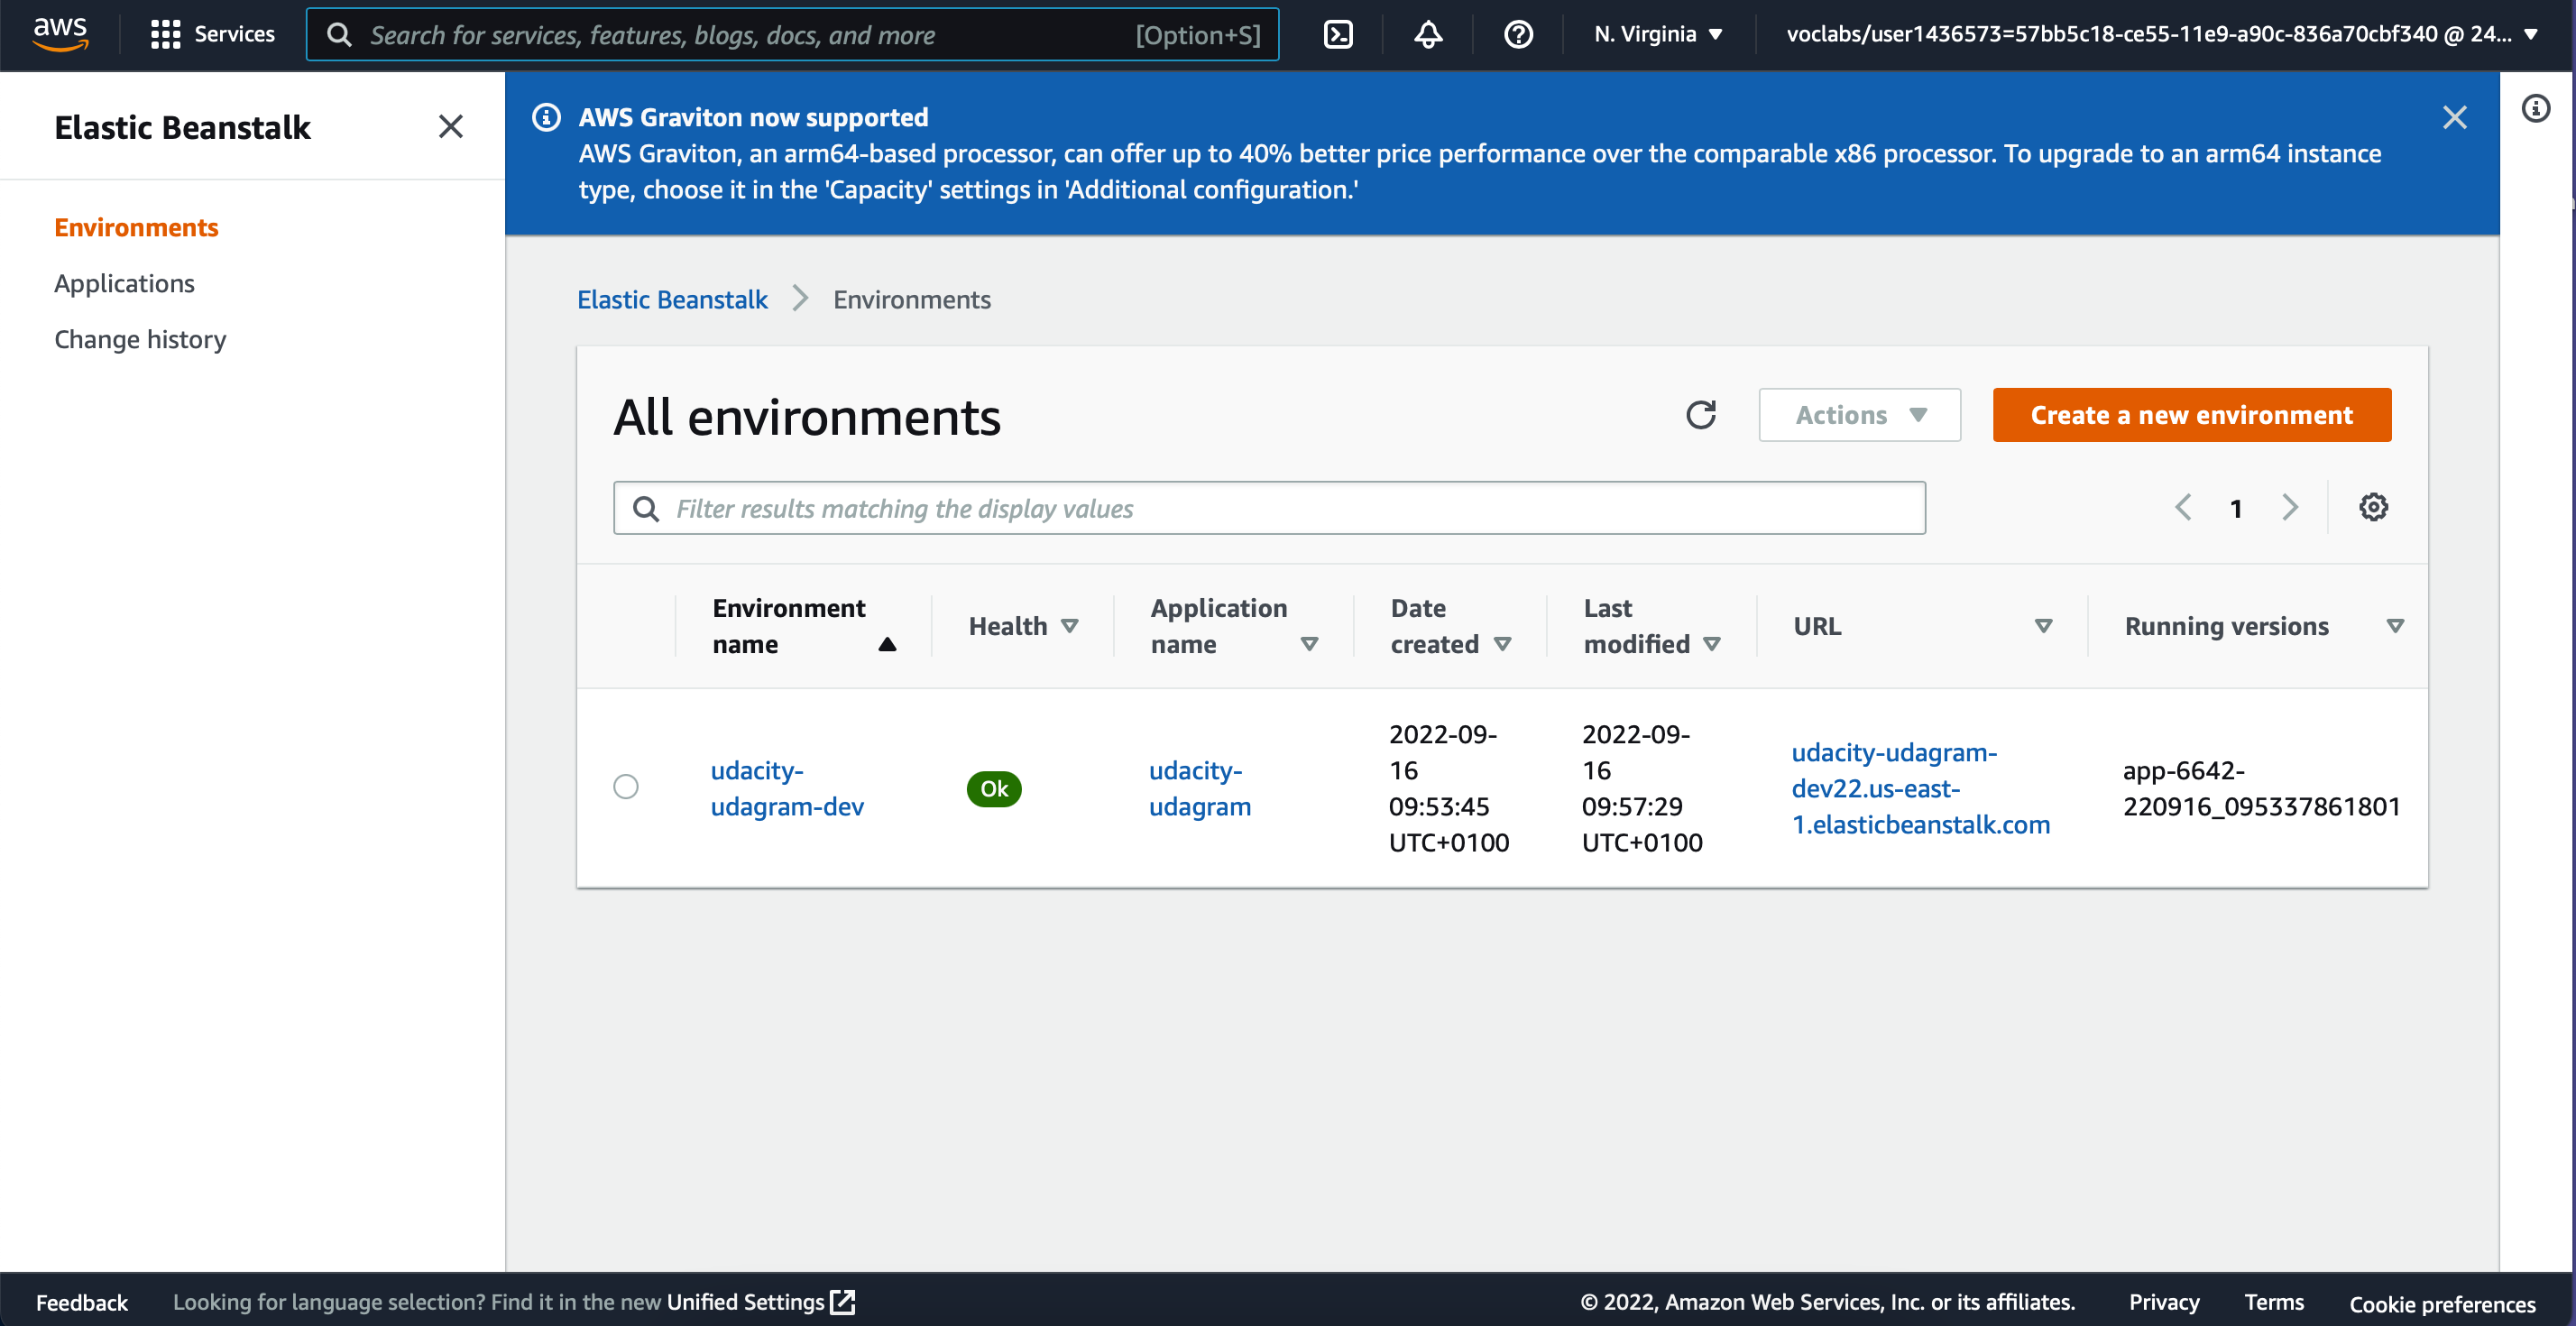 aws
Services
Search for services, features, blogs, docs, and more
[Option+S]
N. Virginia
voclabs/user1436573=57bb5c18-ce55-11e9-a90c-836a70cbf340 @ 24...
Elastic Beanstalk
Environments
Applications
Change history
AWS Graviton now supported
AWS Graviton, an arm64-based processor, can offer up to 40% better price performance over the comparable x86 processor. To upgrade to an arm64 instance
type, choose it in the 'Capacity' settings in 'Additional configuration.'
Elastic Beanstalk
Environments
All environments
Actions
Create a new environment
Filter results matching the display values
1
Environment
name
Health
Application
name
Date
created
Last
modified
URL
Running versions
udacity-
udagram-dev
Ok
udacity-
udagram
2022-09-
16
09:53:45
UTC+0100
2022-09-
16
09:57:29
UTC+0100
udacity-udagram-
dev22.us-east-
1.elasticbeanstalk.com
app-6642-
220916_095337861801
Feedback
Looking for language selection? Find it in the new Unified Settings
© 2022, Amazon Web Services, Inc. or its affiliates.
Privacy
Terms
Cookie preferences